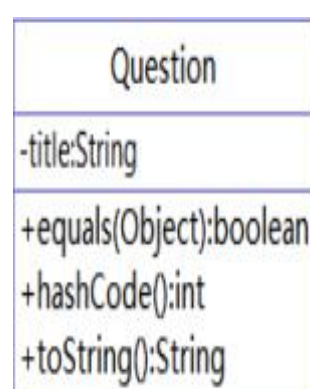 Question
-title:String
+equals(Object):boolean
+hashCode():int
+toString():String